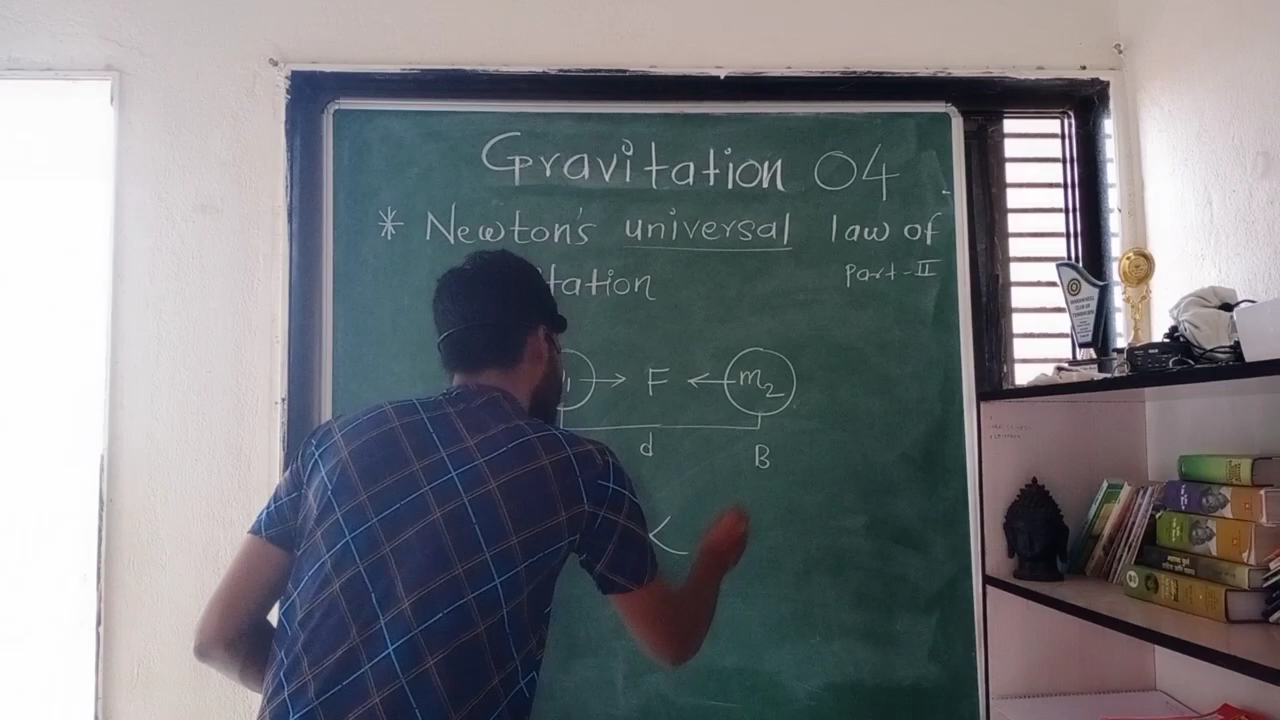 Gravitation 04
* Newton's universal law of
tation Part-II
F m2
d B